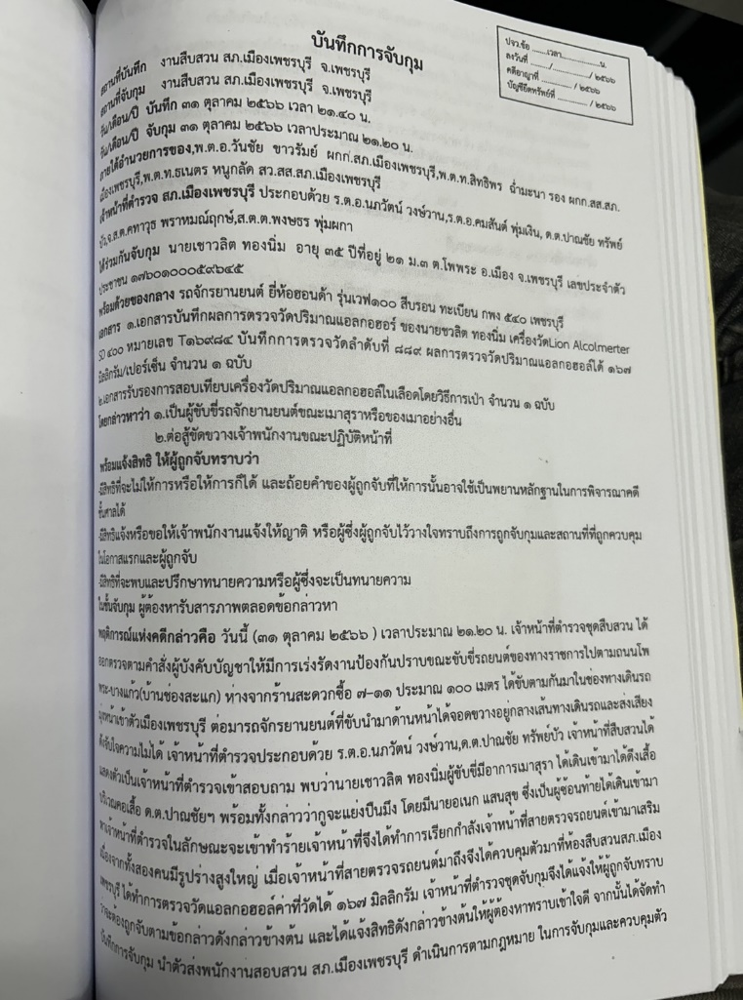 บันทึกการจับกุม
ปจว.ข้อ ........เวลา....................น.
ลงวันที่ ......./............../ ๒๕๖๖
คดีอาญาที่ ............. / ๒๕๖๖
บัญชียึดทรัพย์ที่ ............. / ๒๕๖๖
สถานที่บันทึก งานสืบสวน สภ.เมืองเพชรบุรี จ.เพชรบุรี
สถานที่จับกุม งานสืบสวน สภ.เมืองเพชรบุรี จ.เพชรบุรี
วัน/เดือน/ปี บันทึก ๓๑ ตุลาคม ๒๕๖๖ เวลา ๒๑.๔๐ น.
วัน/เดือน/ปี จับกุม ๓๑ ตุลาคม ๒๕๖๖ เวลาประมาณ ๒๑.๒๐ น.
ภายใต้อำนวยการของ,พ.ต.อ.วันชัย ขาวรัมย์ ผกก.สภ.เมืองเพชรบุรี,พ.ต.ท.สิทธิพร ฉ่ำมะนา รอง ผกก.สส.สภ.
เมืองเพชรบุรี,พ.ต.ท.ธเนตร หนูกลัด สว.สส.สภ.เมืองเพชรบุรี
เจ้าหน้าที่ตำรวจ สภ.เมืองเพชรบุรี ประกอบด้วย ร.ต.อ.นภวัตน์ วงษ์วาน,ร.ต.อ.คมสันต์ พุ่มเงิน, ด.ต.ปาณชัย ทรัพย์
บัว,จ.ส.ต.คทาวุธ พราหมณ์ฤกษ์,ส.ต.ต.พงษธร พุ่มผกา
ได้ร่วมกันจับกุม นายเชาวลิต ทองนิ่ม อายุ ๓๕ ปีที่อยู่ ๒๑ ม.๓ ต.โพพระ อ.เมือง จ.เพชรบุรี เลขประจำตัว
ประชาชน ๑๗๖๐๑๐๐๐๕๙๖๔๕
พร้อมด้วยของกลาง รถจักรยานยนต์ ยี่ห้อฮอนด้า รุ่นเวฟ๑๐๐ สีบรอน ทะเบียน กพง ๕๔๐ เพชรบุรี
เอกสาร ๑.เอกสารบันทึกผลการตรวจวัดปริมาณแอลกอฮอร์ ของนายชวลิต ทองนิ่ม เครื่องวัดLion Alcolmerter
SD ๔๐๐ หมายเลข T๑๖๙๘๔ บันทึกการตรวจวัดลำดับที่ ๘๘๙ ผลการตรวจวัดปริมาณแอลกอฮอล์ได้ ๑๖๗
มิลลิกรัม/เปอร์เซ็น จำนวน ๑ ฉบับ
๒.เอกสารรับรองการสอบเทียบเครื่องวัดปริมาณแอลกอฮอล์ในเลือดโดยวิธีการเป่า จำนวน ๑ ฉบับ
โดยกล่าวหาว่า ๑.เป็นผู้ขับขี่รถจักยานยนต์ขณะเมาสุราหรือของเมาอย่างอื่น
๒.ต่อสู้ขัดขวางเจ้าพนักงานขณะปฏิบัติหน้าที่
พร้อมแจ้งสิทธิ ให้ผู้ถูกจับทราบว่า
-มีสิทธิที่จะไม่ให้การหรือให้การก็ได้ และถ้อยคำของผู้ถูกจับที่ให้การนั้นอาจใช้เป็นพยานหลักฐานในการพิจารณาคดี
ชั้นศาลได้
-มีสิทธิแจ้งหรือขอให้เจ้าพนักงานแจ้งให้ญาติ หรือผู้ซึ่งผู้ถูกจับไว้วางใจทราบถึงการถูกจับกุมและสถานที่ที่ถูกควบคุม
ในโอกาสแรกและผู้ถูกจับ
-มีสิทธิที่จะพบและปรึกษาทนายความหรือผู้ซึ่งจะเป็นทนายความ
ในชั้นจับกุม ผู้ต้องหารับสารภาพตลอดข้อกล่าวหา
พฤติการณ์แห่งคดีกล่าวคือ วันนี้ (๓๑ ตุลาคม ๒๕๖๖ ) เวลาประมาณ ๒๑.๒๐ น. เจ้าหน้าที่ตำรวจชุดสืบสวน ได้
ออกตรวจตามคำสั่งผู้บังคับบัญชาให้มีการเร่งรัดงานป้องกันปราบขณะขับขี่รถยนต์ของทางราชการไปตามถนนโพ
พระ-บางแก้ว(บ้านช่องสะแก) ห่างจากร้านสะดวกซื้อ ๗-๑๑ ประมาณ ๑๐๐ เมตร ได้ขับตามกันมาในช่องทางเดินรถ
มุ่งหน้าเข้าตัวเมืองเพชรบุรี ต่อมารถจักรยานยนต์ที่ขับนำมาด้านหน้าได้จอดขวางอยู่กลางเส้นทางเดินรถและส่งเสียง
ดังจับใจความไม่ได้ เจ้าหน้าที่ตำรวจประกอบด้วย ร.ต.อ.นภวัตน์ วงษ์วาน,ด.ต.ปาณชัย ทรัพย์บัว เจ้าหน้าที่สืบสวนได้
แสดงตัวเป็นเจ้าหน้าที่ตำรวจเข้าสอบถาม พบว่านายเชาวลิต ทองนิ่มผู้ขับขี่มีอาการเมาสุรา ได้เดินเข้ามาได้ดึงเสื้อ
บริเวณคอเสื้อ ด.ต.ปาณชัยฯ พร้อมทั้งกล่าวว่ากูจะแย่งปืนมึง โดยมีนายอเนก แสนสุข ซึ่งเป็นผู้ซ้อนท้ายได้เดินเข้ามา
หาเจ้าหน้าที่ตำรวจในลักษณะจะเข้าทำร้ายเจ้าหน้าที่จึงได้ทำการเรียกกำลังเจ้าหน้าที่สายตรวจรถยนต์เข้ามาเสริม
เนื่องจากทั้งสองคนมีรูปร่างสูงใหญ่ เมื่อเจ้าหน้าที่สายตรวจรถยนต์มาถึงจึงได้ควบคุมตัวมาที่ห้องสืบสวนสภ.เมือง
เพชรบุรี ได้ทำการตรวจวัดแอลกอฮอล์ค่าที่วัดได้ ๑๖๗ มิลลิกรัม เจ้าหน้าที่ตำรวจชุดจับกุมจึงได้แจ้งให้ผู้ถูกจับทราบ
ว่าจะต้องถูกจับตามข้อกล่าวดังกล่าวข้างต้น และได้แจ้งสิทธิดังกล่าวข้างต้นให้ผู้ต้องหาทราบเข้าใจดี จากนั้นได้จัดทำ
บันทึกการจับกุม นำตัวส่งพนักงานสอบสวน สภ.เมืองเพชรบุรี ดำเนินการตามกฎหมาย ในการจับกุมและควบคุมตัว